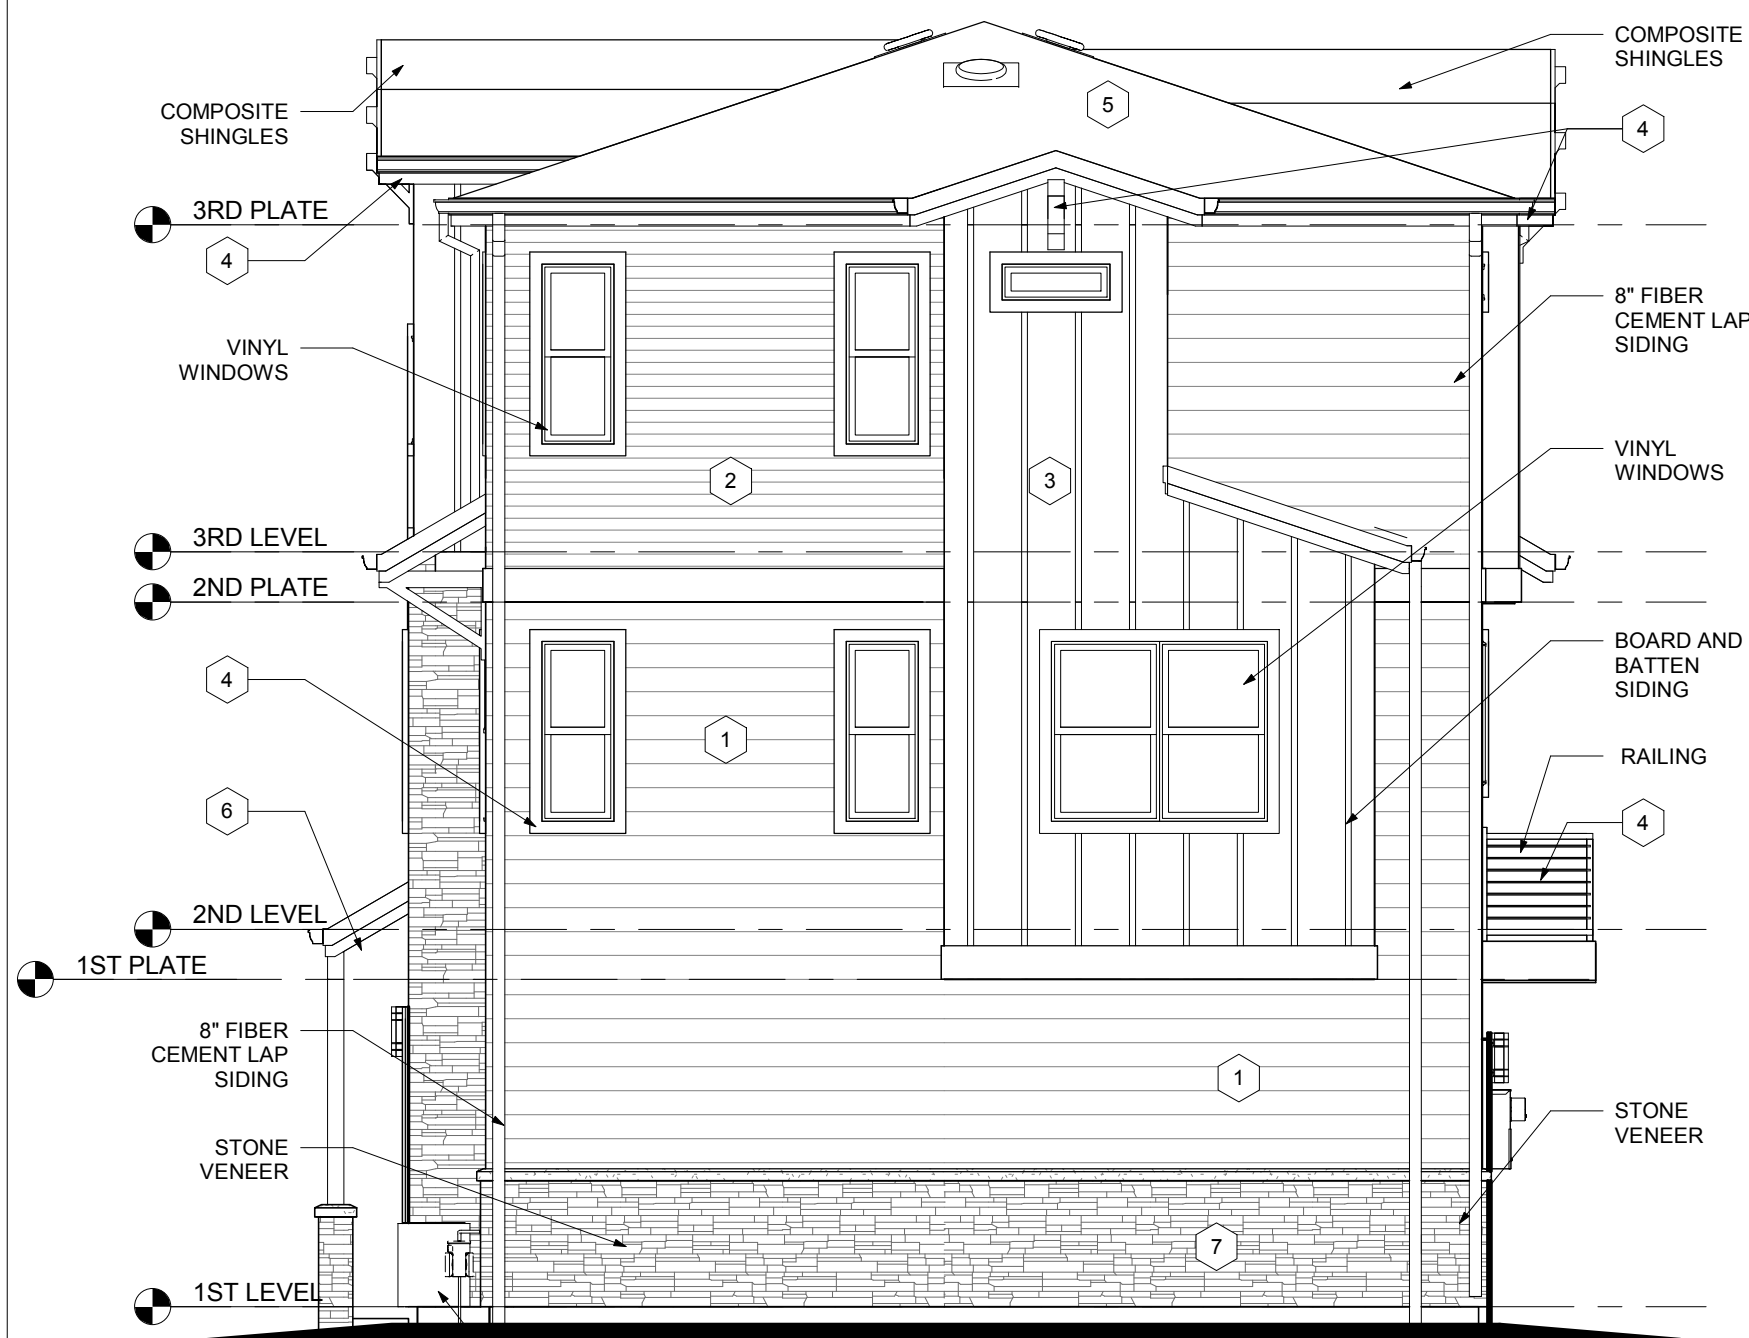 COMPOSITE
SHINGLES
COMPOSITE
SHINGLES
5
4
3RD PLATE
4
8" FIBER
CEMENT LAP
SIDING
VINYL
WINDOWS
2
3
VINYL
WINDOWS
3RD LEVEL
2ND PLATE
BOARD AND
BATTEN
SIDING
4
1
RAILING
6
4
2ND LEVEL
1ST PLATE
8" FIBER
CEMENT LAP
SIDING
1
STONE
VENEER
STONE
VENEER
7
1ST LEVEL